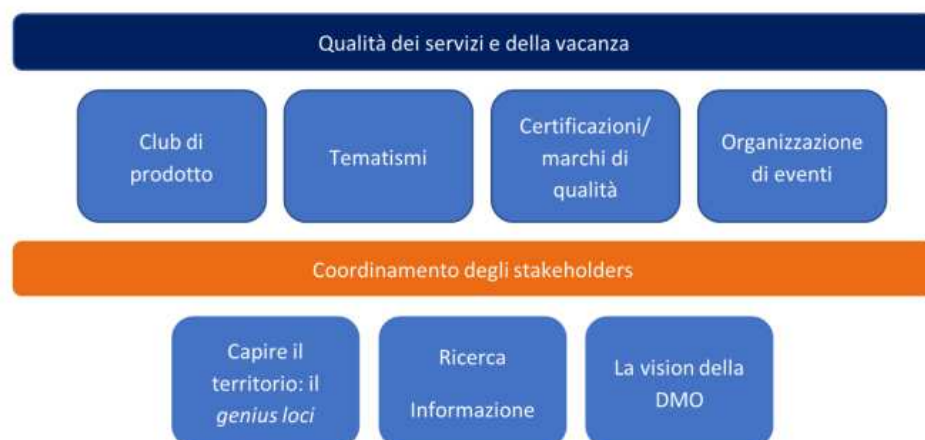 Qualità dei servizi e della vacanza
Club di
prodotto
Tematismi
Certificazioni/
marchi di
qualità
Organizzazione
di eventi
Coordinamento degli stakeholders
Capire il
territorio: il
genius loci
Ricerca
Informazione
La vision della
DMO